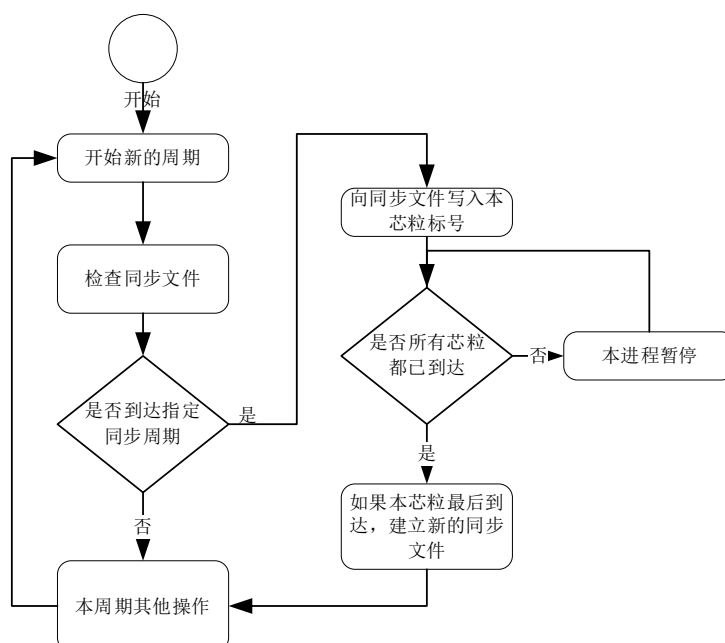 开始
开始新的周期
检查同步文件
是否到达指定
同步周期
是
否
本周期其他操作
向同步文件写入本
芯粒标号
是否所有芯粒
都已到达
否
本进程暂停
是
如果本芯粒最后到
达，建立新的同步
文件